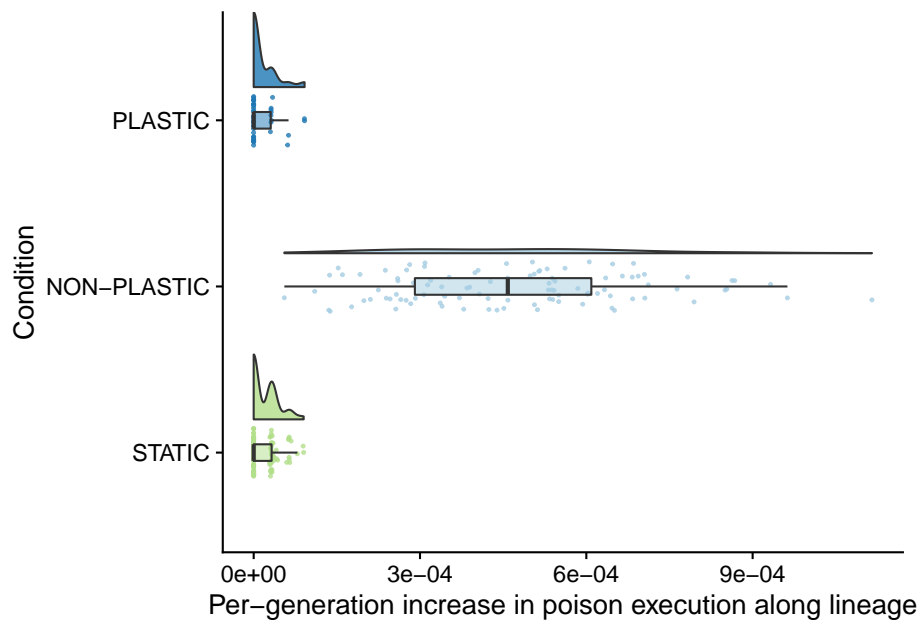 PLASTIC
NON−PLASTIC
STATIC
Condition
0e+00 3e−04 6e−04 9e−04
Per−generation increase in poison execution along lineage